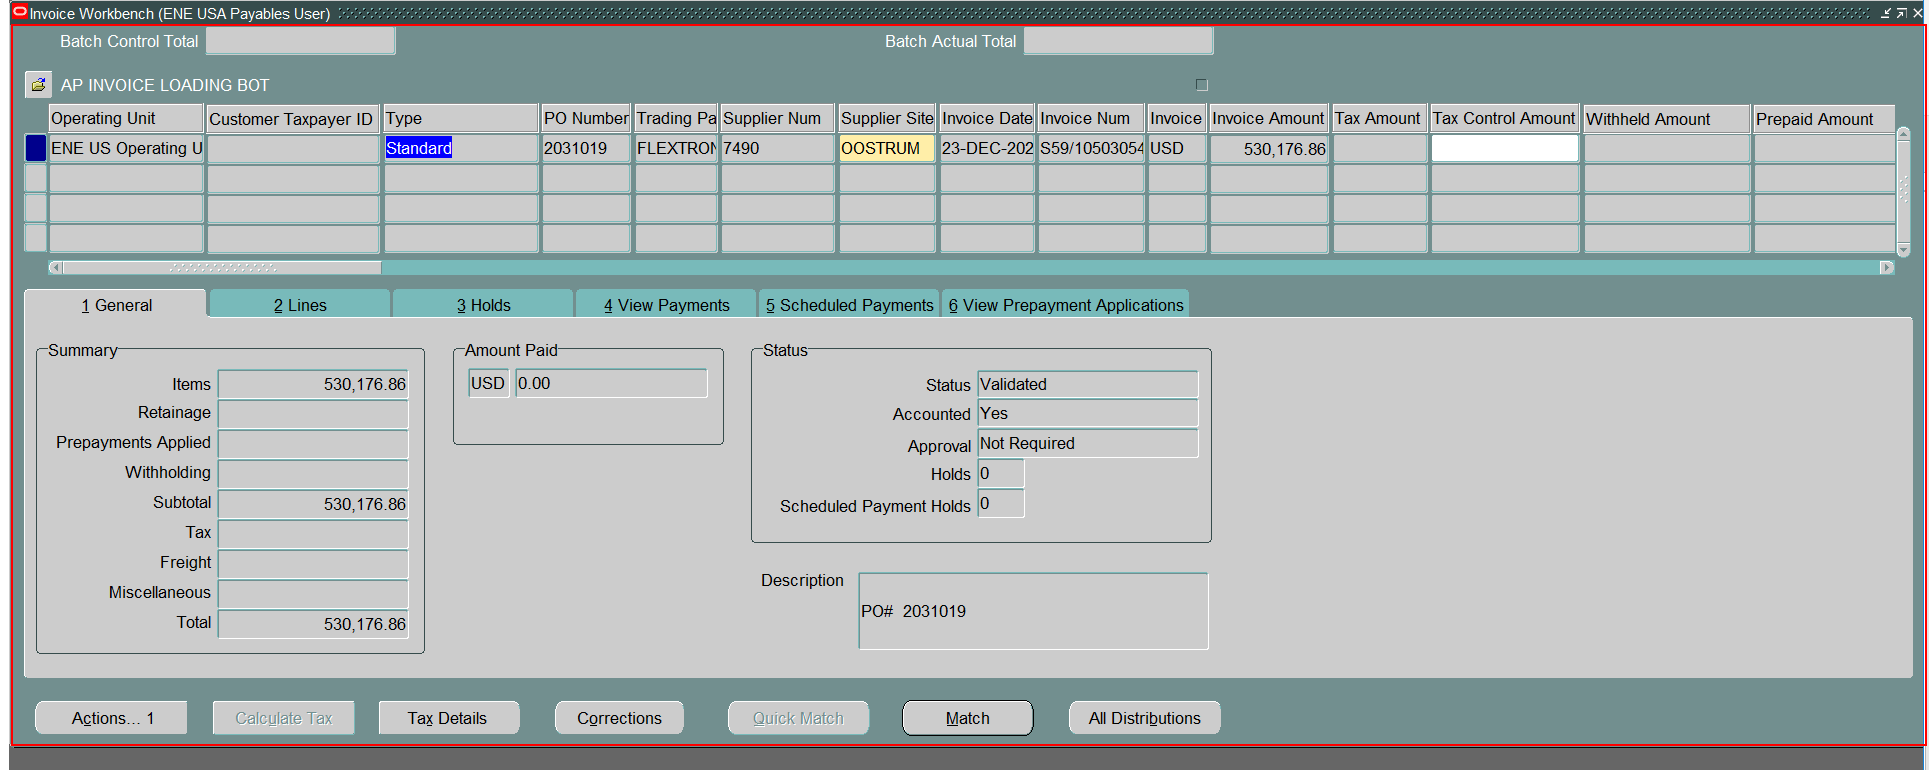 Invoice Workbench (ENE USA Payables User)
Batch Control Total
Batch Actual Total
AP INVOICE LOADING BOT
Operating Unit Customer Taxpayer ID Type PO Number Trading Pa Supplier Num Supplier Site Invoice Date Invoice Num Invoice Invoice Amount Tax Amount Tax Control Amount Withheld Amount Prepaid Amount
ENE US Operating U Standard 2031019 FLEXTRON 7490 OOSTRUM 23-DEC-202 S59/10503054 USD 530,176.86
1 General 2 Lines 3 Holds 4 View Payments 5 Scheduled Payments 6 View Prepayment Applications
Summary
Items 530,176.86
Retainage
Prepayments Applied
Withholding
Subtotal 530,176.86
Tax
Freight
Miscellaneous
Total 530,176.86
Amount Paid
USD 0.00
Status
Status Validated
Accounted Yes
Approval Not Required
Holds 0
Scheduled Payment Holds 0
Description PO# 2031019
Actions... 1 Calculate Tax Tax Details Corrections Quick Match Match All Distributions